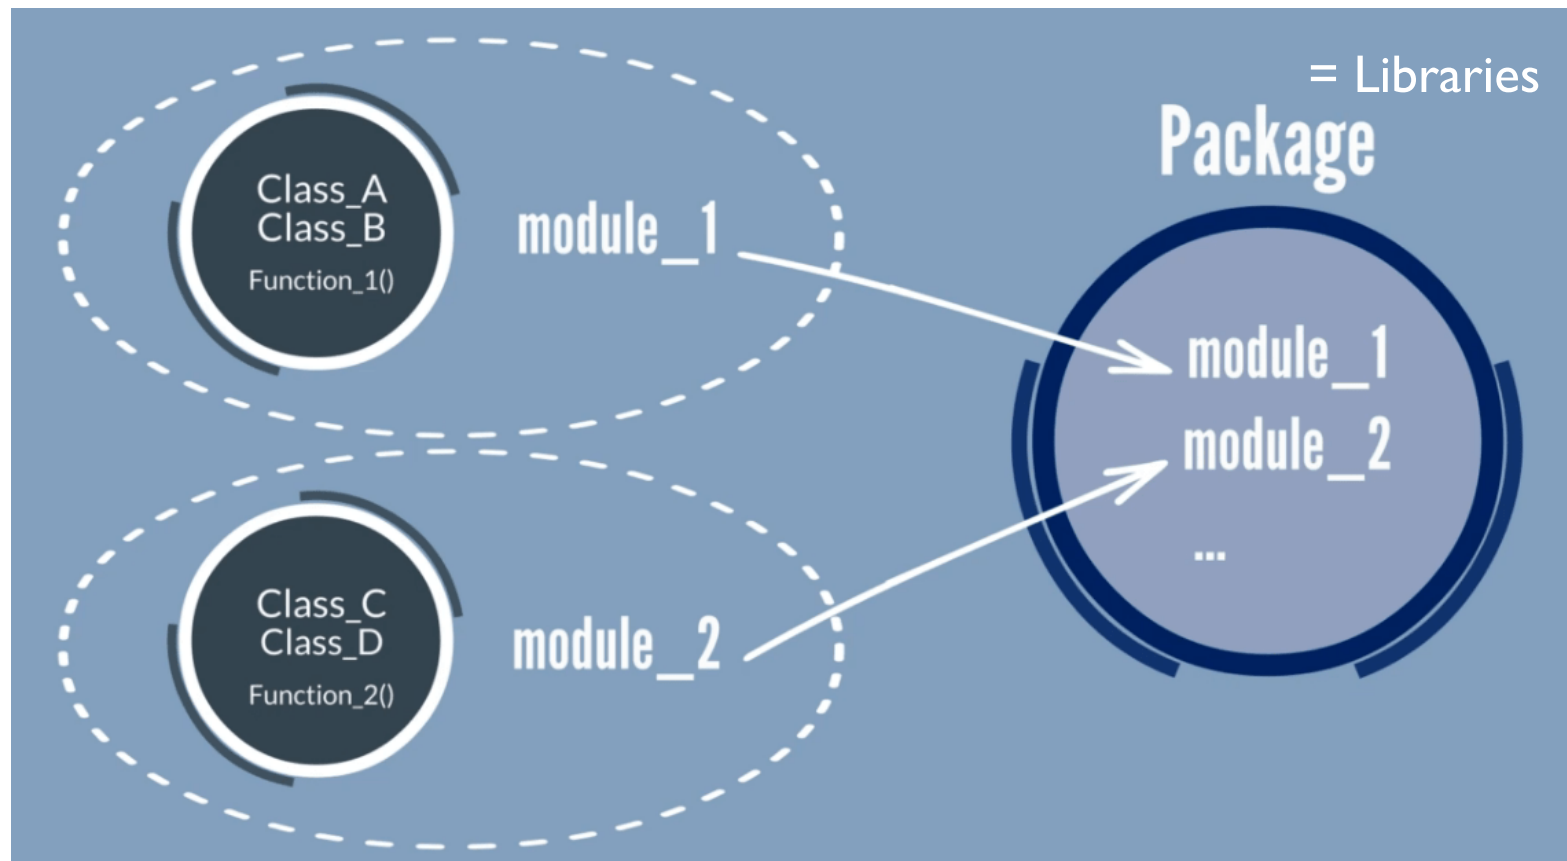 Class_A
Class_B
Function_1()
module_1
Class_C
Class_D
Function_2()
module_2
= Libraries
Package
module_1
module_2
...